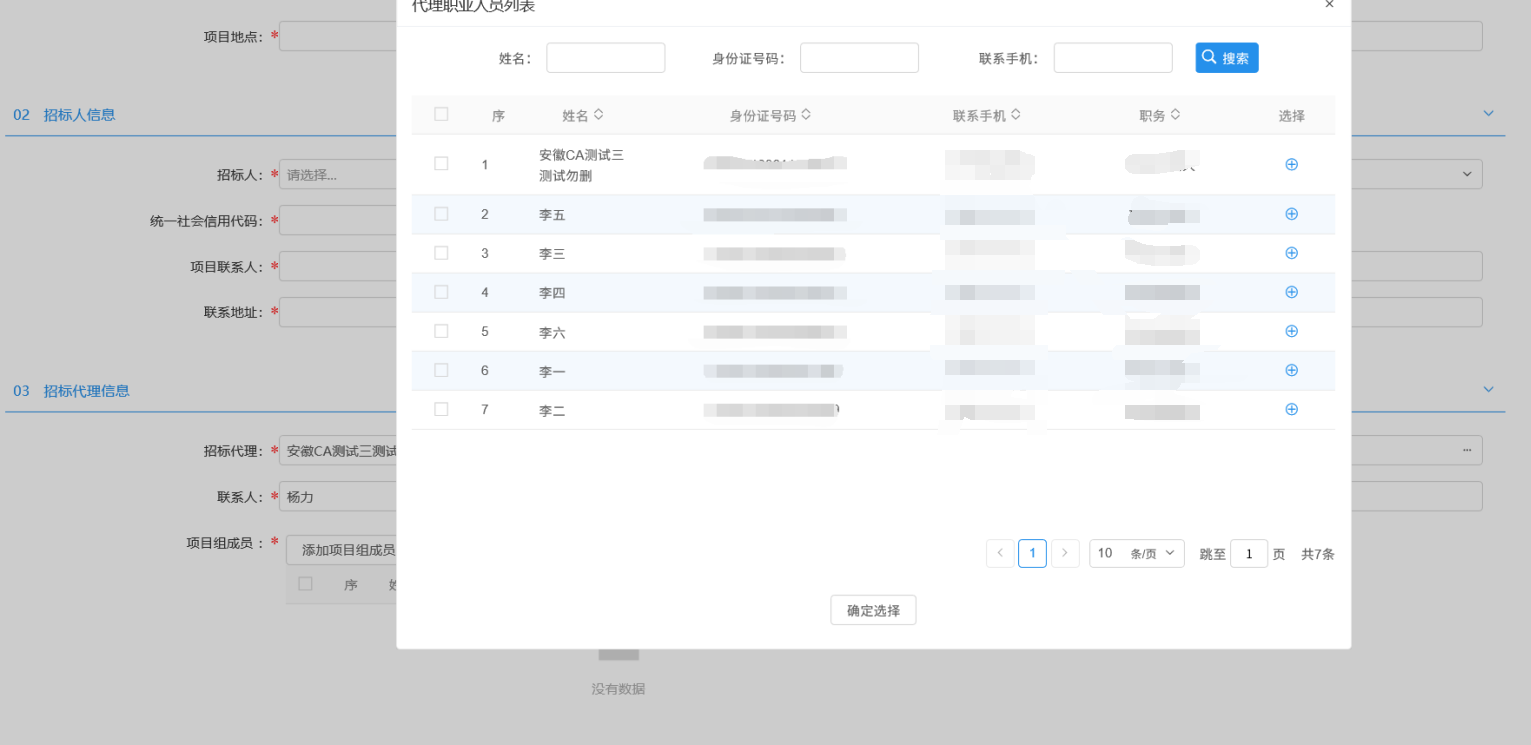 代理职业人员列表 ×
项目地点：*
姓名： 身份证号码： 联系手机： 搜索
02 招标人信息
序 姓名 身份证号码 联系手机 职务 选择
1 安徽CA测试三
测试勿删
招标人：* 请选择...
2 李五
统一社会信用代码：*
3 李三
项目联系人：*
4 李四
联系地址：*
5 李六
6 李一
03 招标代理信息
7 李二
招标代理：* 安徽CA测试三测试 ...
联系人：* 杨力
项目组成员：* 添加项目组成员
1 10 条/页 跳至 1 页 共7条
序
确定选择
没有数据